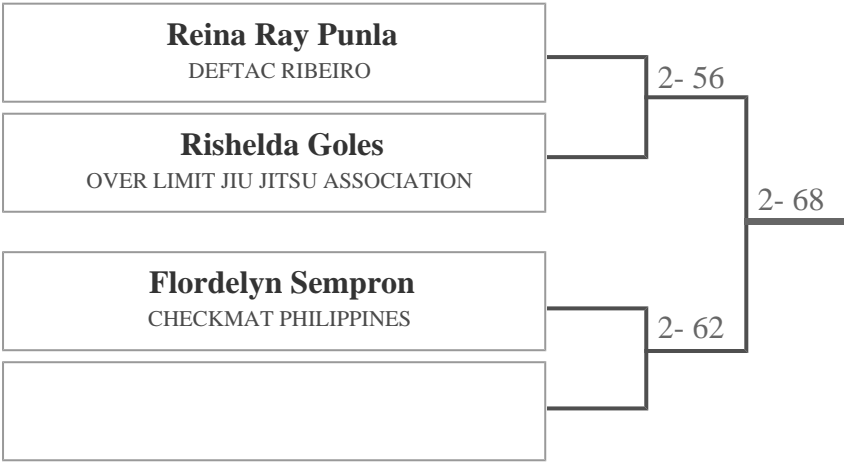 Reina Ray Punla
DEFTAC RIBEIRO
2- 56
Rishelda Goles
OVER LIMIT JIU JITSU ASSOCIATION
2- 68
Flordelyn Sempron
CHECKMAT PHILIPPINES
2- 62